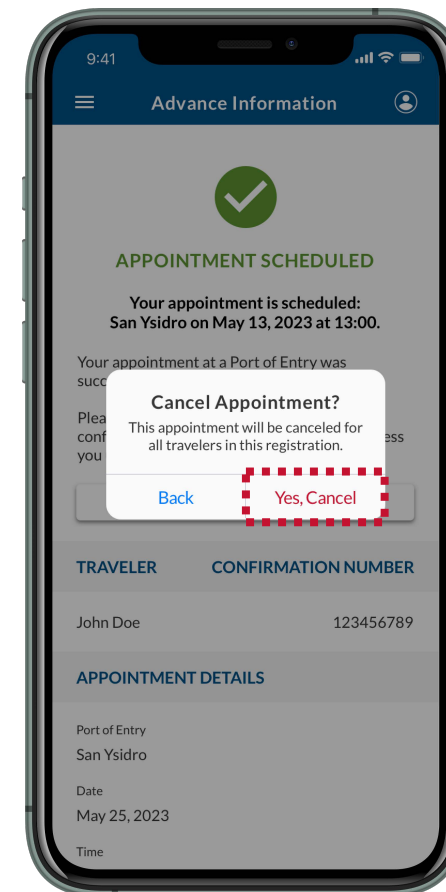 9:41
Advance Information
APPOINTMENT SCHEDULED
Your appointment is scheduled:
San Ysidro on May 13, 2023 at 13:00.
Your appointment at a Port of Entry was
Cancel Appointment?
This appointment will be canceled for
all travelers in this registration.
you
Back
Yes, Cancel
TRAVELER
CONFIRMATION NUMBER
John Doe
123456789
APPOINTMENT DETAILS
Port of Entry
San Ysidro
Date
May 25, 2023
Time